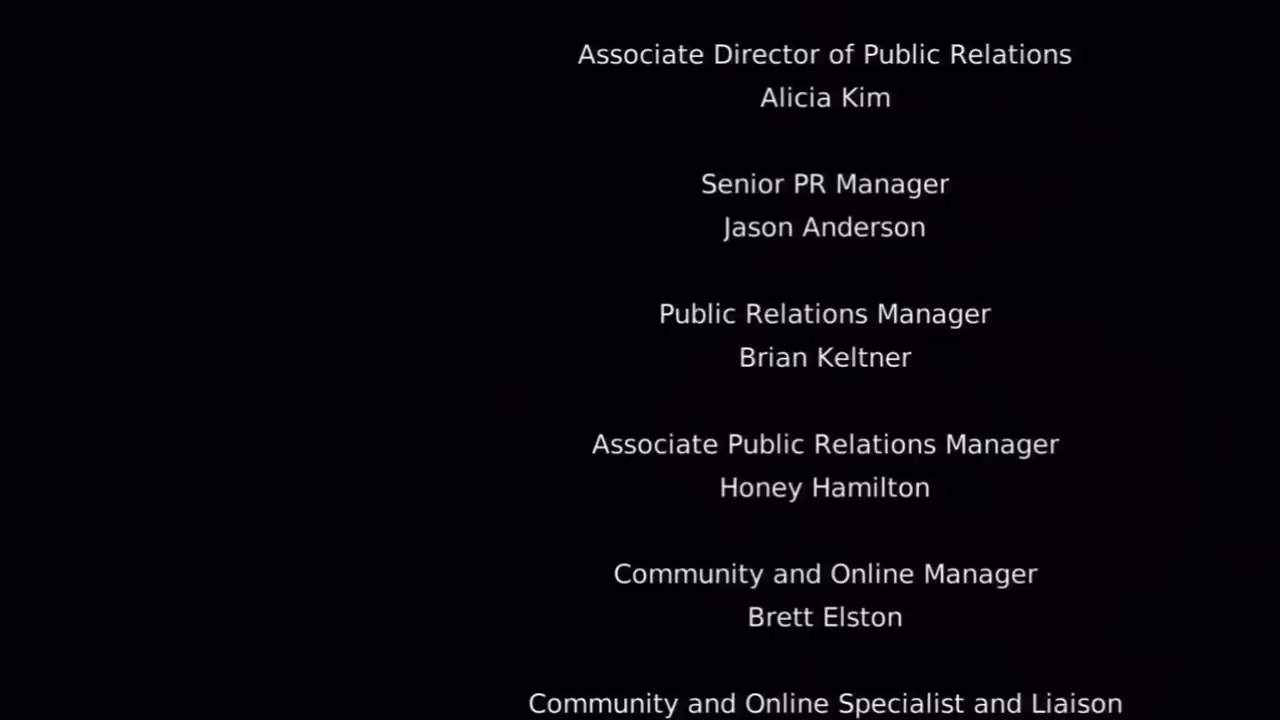 Associate Director of Public Relations
Alicia Kim
Senior PR Manager
Jason Anderson
Public Relations Manager
Brian Keltner
Associate Public Relations Manager
Honey Hamilton
Community and Online Manager
Brett Elston
Community and Online Specialist and Liaison